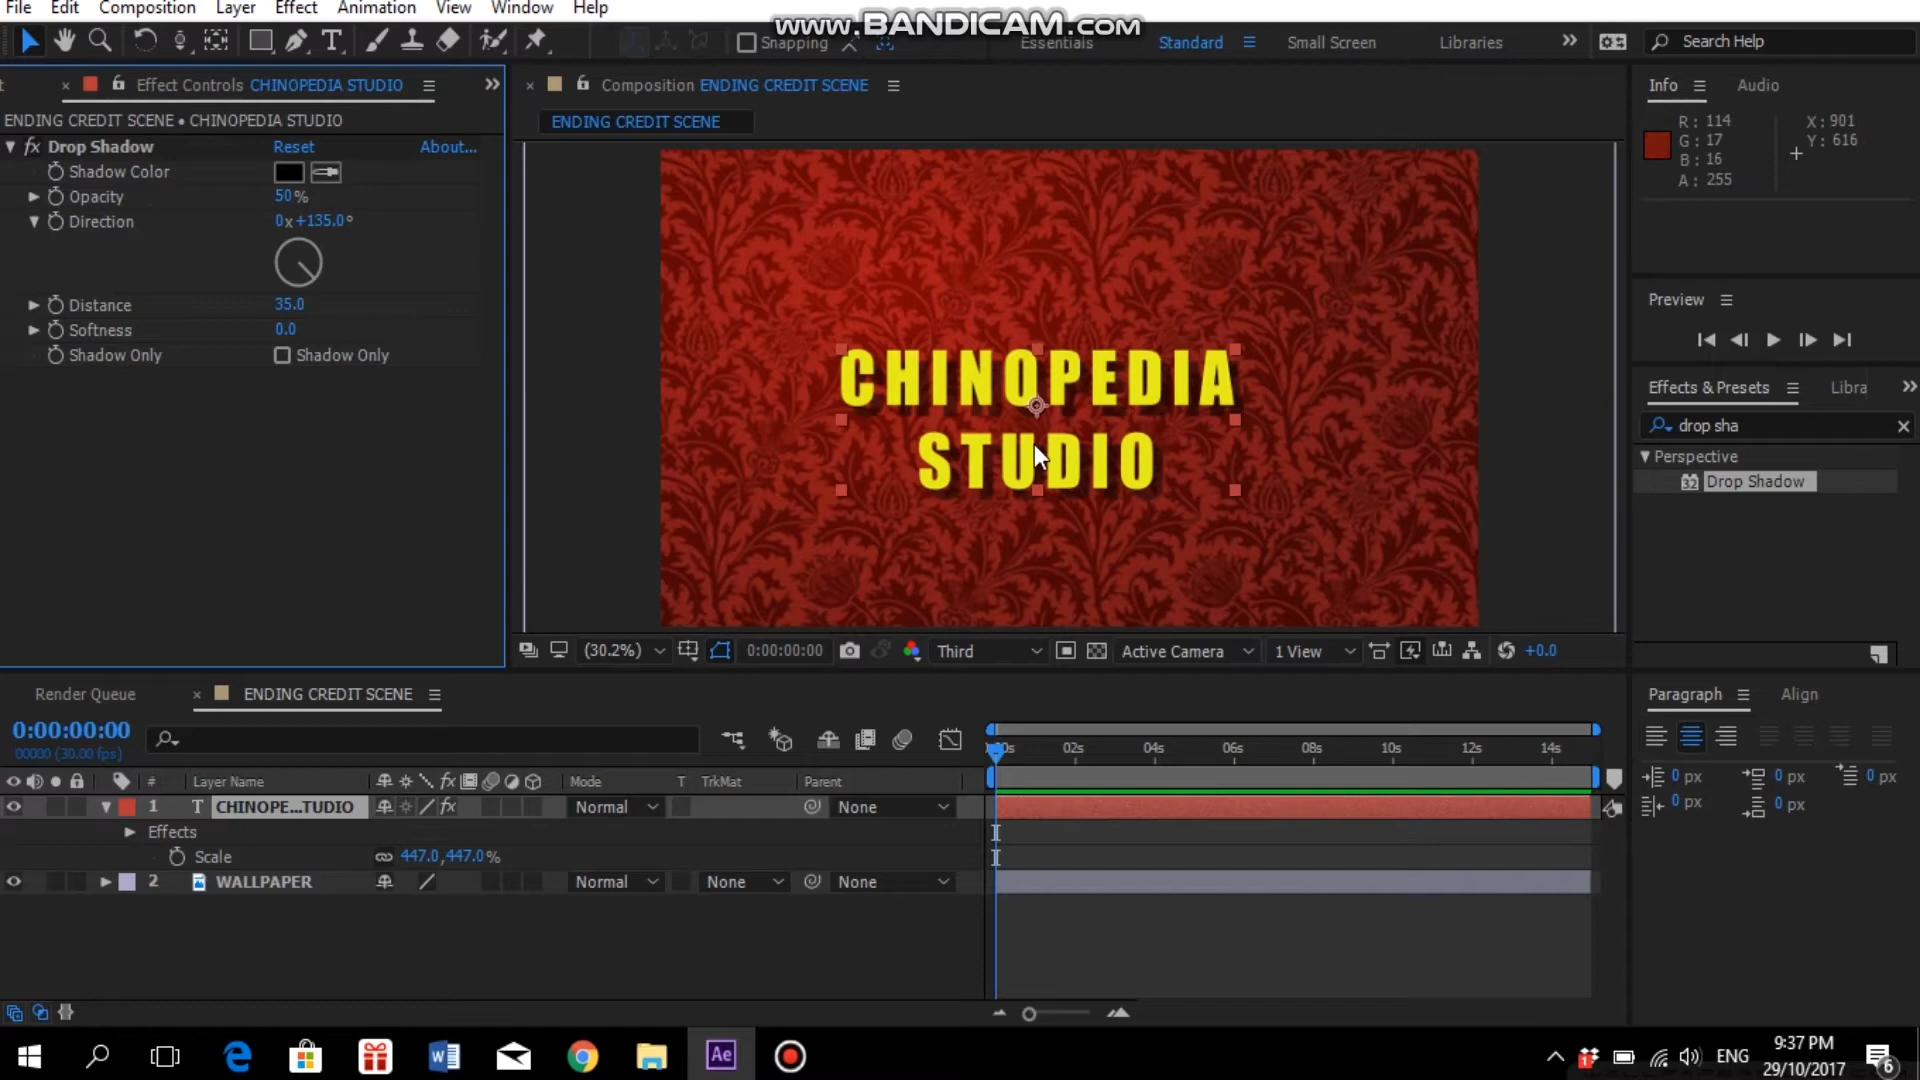 File Edit Composition Layer Effect Animation View Window Help
www.BANDICAM.com
Snapping Essentials Standard Small Screen Libraries Search Help
Effect Controls CHINOPEDIA STUDIO
ENDING CREDIT SCENE • CHINOPEDIA STUDIO
fx Drop Shadow Reset About...
Shadow Color
Opacity 50 %
Direction 0x+135.0°
Distance 35.0
Softness 0.0
Shadow Only Shadow Only
Composition ENDING CREDIT SCENE
ENDING CREDIT SCENE
CHINOPEDIA
STUDIO
(30.2%) 0:00:00:00 Third Active Camera 1 View +0.0
Info Audio
R: 114 X: 901
G: 17 Y: 616
B: 16
A: 255
Preview
Effects & Presets Libra
drop sha
Perspective
32 Drop Shadow
Render Queue ENDING CREDIT SCENE
0:00:00:00
00000 (30.00 fps)
02s 04s 06s 08s 10s 12s 14s
# Layer Name fx Mode T TrkMat Parent
1 T CHINOPE...TUDIO fx Normal None
Effects
Scale 447.0,447.0%
2 WALLPAPER Normal None None
Paragraph Align
0 px 0 px 0 px
0 px 0 px
W Ae ENG 9:37 PM
29/10/2017
1 6